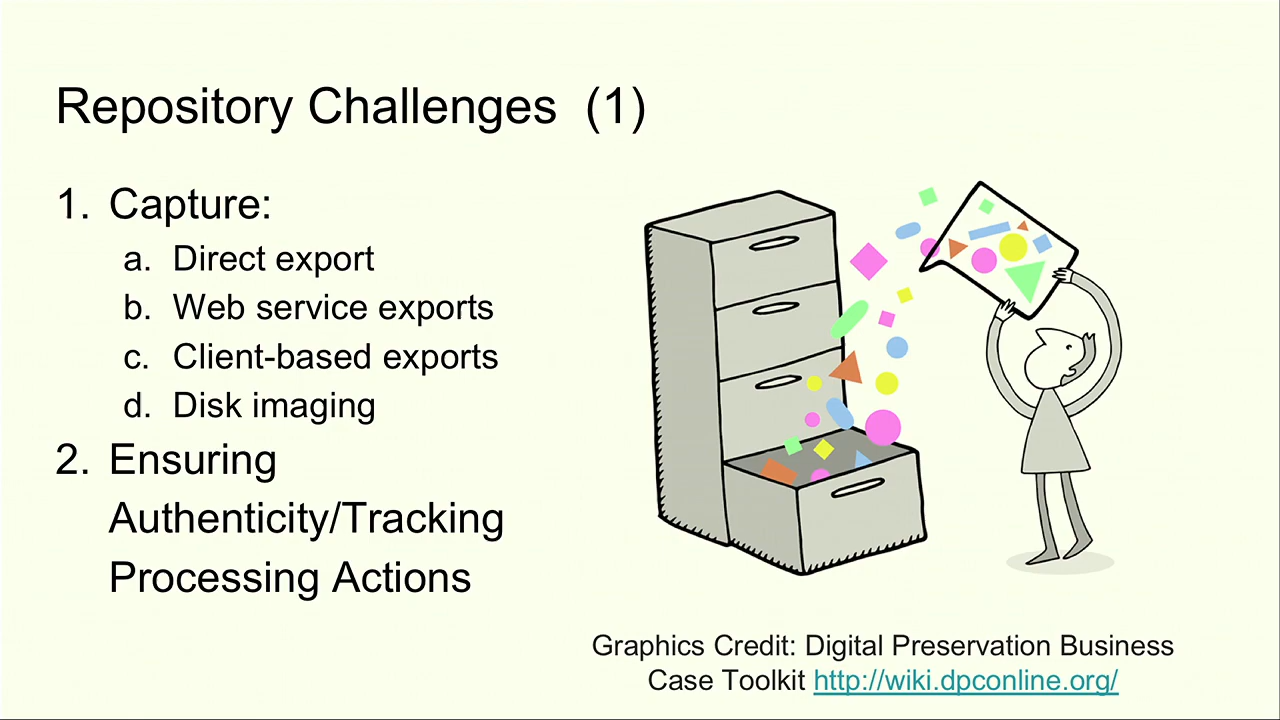 Repository Challenges (1)
1. Capture:
a. Direct export
b. Web service exports
c. Client-based exports
d. Disk imaging
2. Ensuring
Authenticity/Tracking
Processing Actions
Graphics Credit: Digital Preservation Business
Case Toolkit http://wiki.dpconline.org/